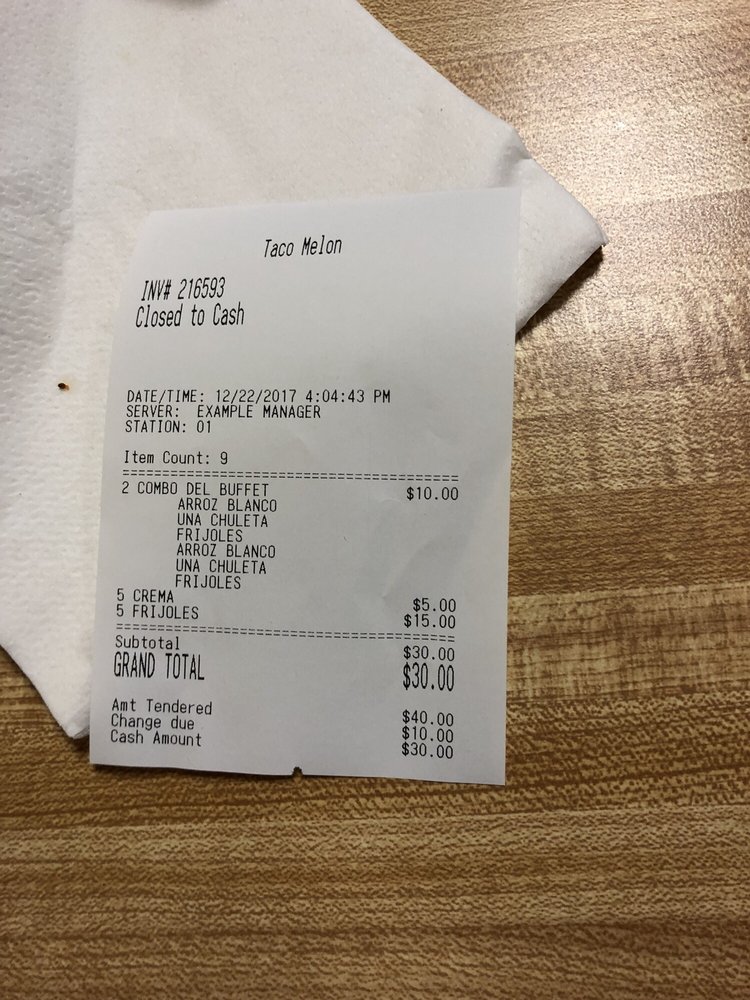 Taco Melon
INV# 216593
Closed to Cash
DATE/TIME: 12/22/2017 4:04:43 PM
SERVER: EXAMPLE MANAGER
STATION: 01
Item Count: 9
========================================
2 COMBO DEL BUFFET $10.00
ARROZ BLANCO
UNA CHULETA
FRIJOLES
ARROZ BLANCO
UNA CHULETA
FRIJOLES
5 CREMA $5.00
5 FRIJOLES $15.00
========================================
Subtotal $30.00
GRAND TOTAL $30.00
Amt Tendered $40.00
Change due $10.00
Cash Amount $30.00